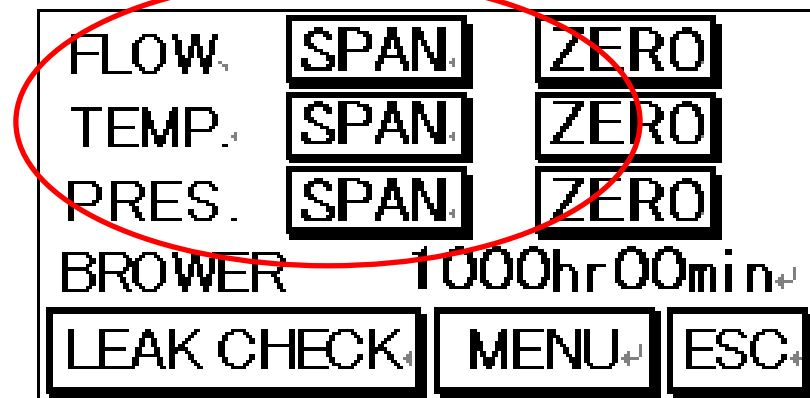 FLOW. SPAN. ZERO
TEMP. SPAN. ZERO
PRES. SPAN. ZERO
BROWER 1000hr00min
LEAK CHECK MENU ESC